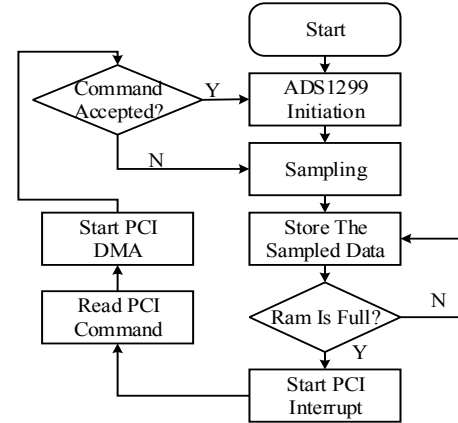 Start
Command
Accepted?
Y
ADS1299
Initiation
N
Sampling
Start PCI
DMA
Store The
Sampled Data
Read PCI
Command
Ram Is Full?
N
Y
Start PCI
Interrupt